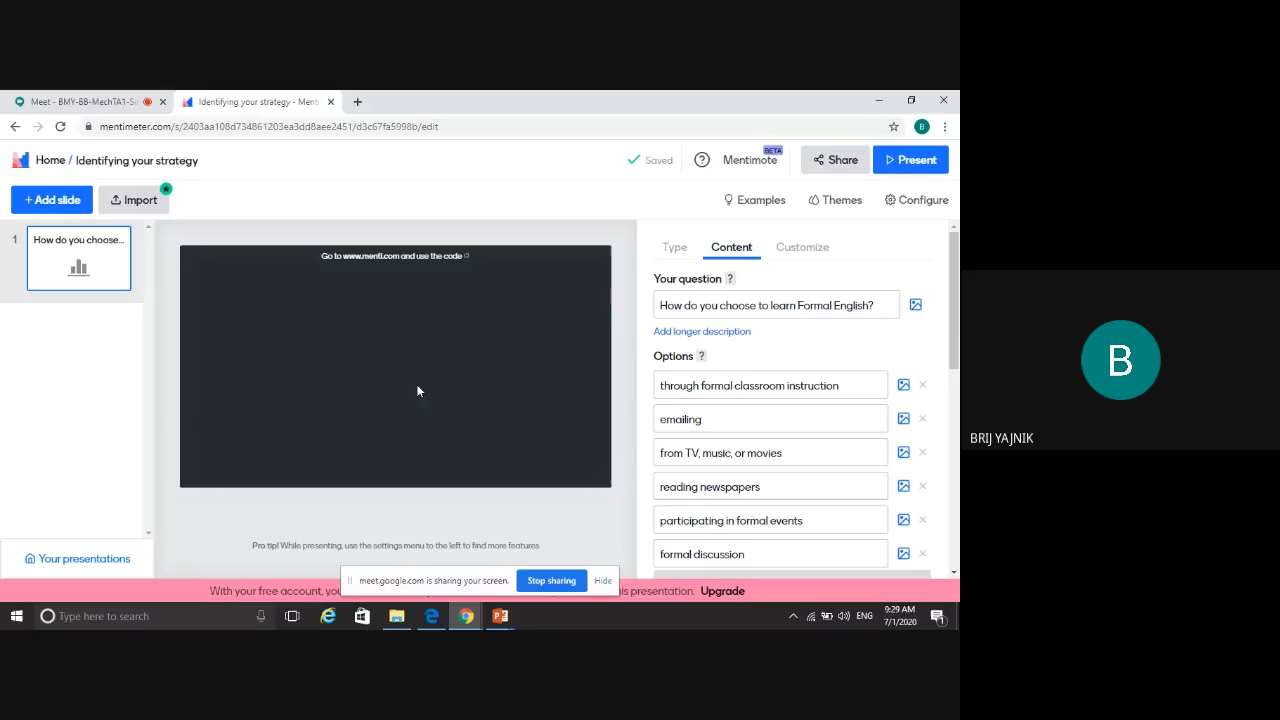 Meet - BMY-BB-MechTA1-Se
Identifying your strategy - Ment
mentimeter.com/s/2403aa108d734861203ea3dd8aee2451/d3c67fa5998b/edit
B
Home / Identifying your strategy
Saved
?
Mentimote
BETA
Share
Present
+ Add slide
Import
Examples
Themes
Configure
1
How do you choose...
Go to www.menti.com and use the code
Pro tip! While presenting, use the settings menu to the left to find more features
Type
Content
Customize
Your question ?
How do you choose to learn Formal English?
Add longer description
Options ?
through formal classroom instruction
emailing
from TV, music, or movies
reading newspapers
participating in formal events
formal discussion
Your presentations
meet.google.com is sharing your screen.
Stop sharing
Hide
With your free account, you
this presentation. Upgrade
Type here to search
ENG
9:29 AM
7/1/2020
1
B
BRIJ YAJNIK